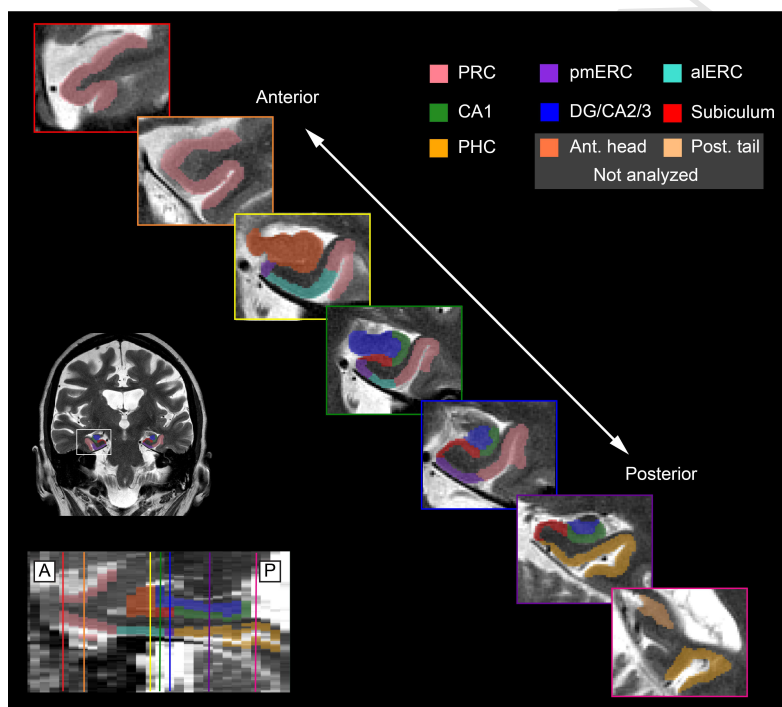 PRC
pmERC
alERC
Anterior
CA1
DG/CA2/3
Subiculum
PHC
Ant. head
Post. tail
Not analyzed
Posterior
A
P